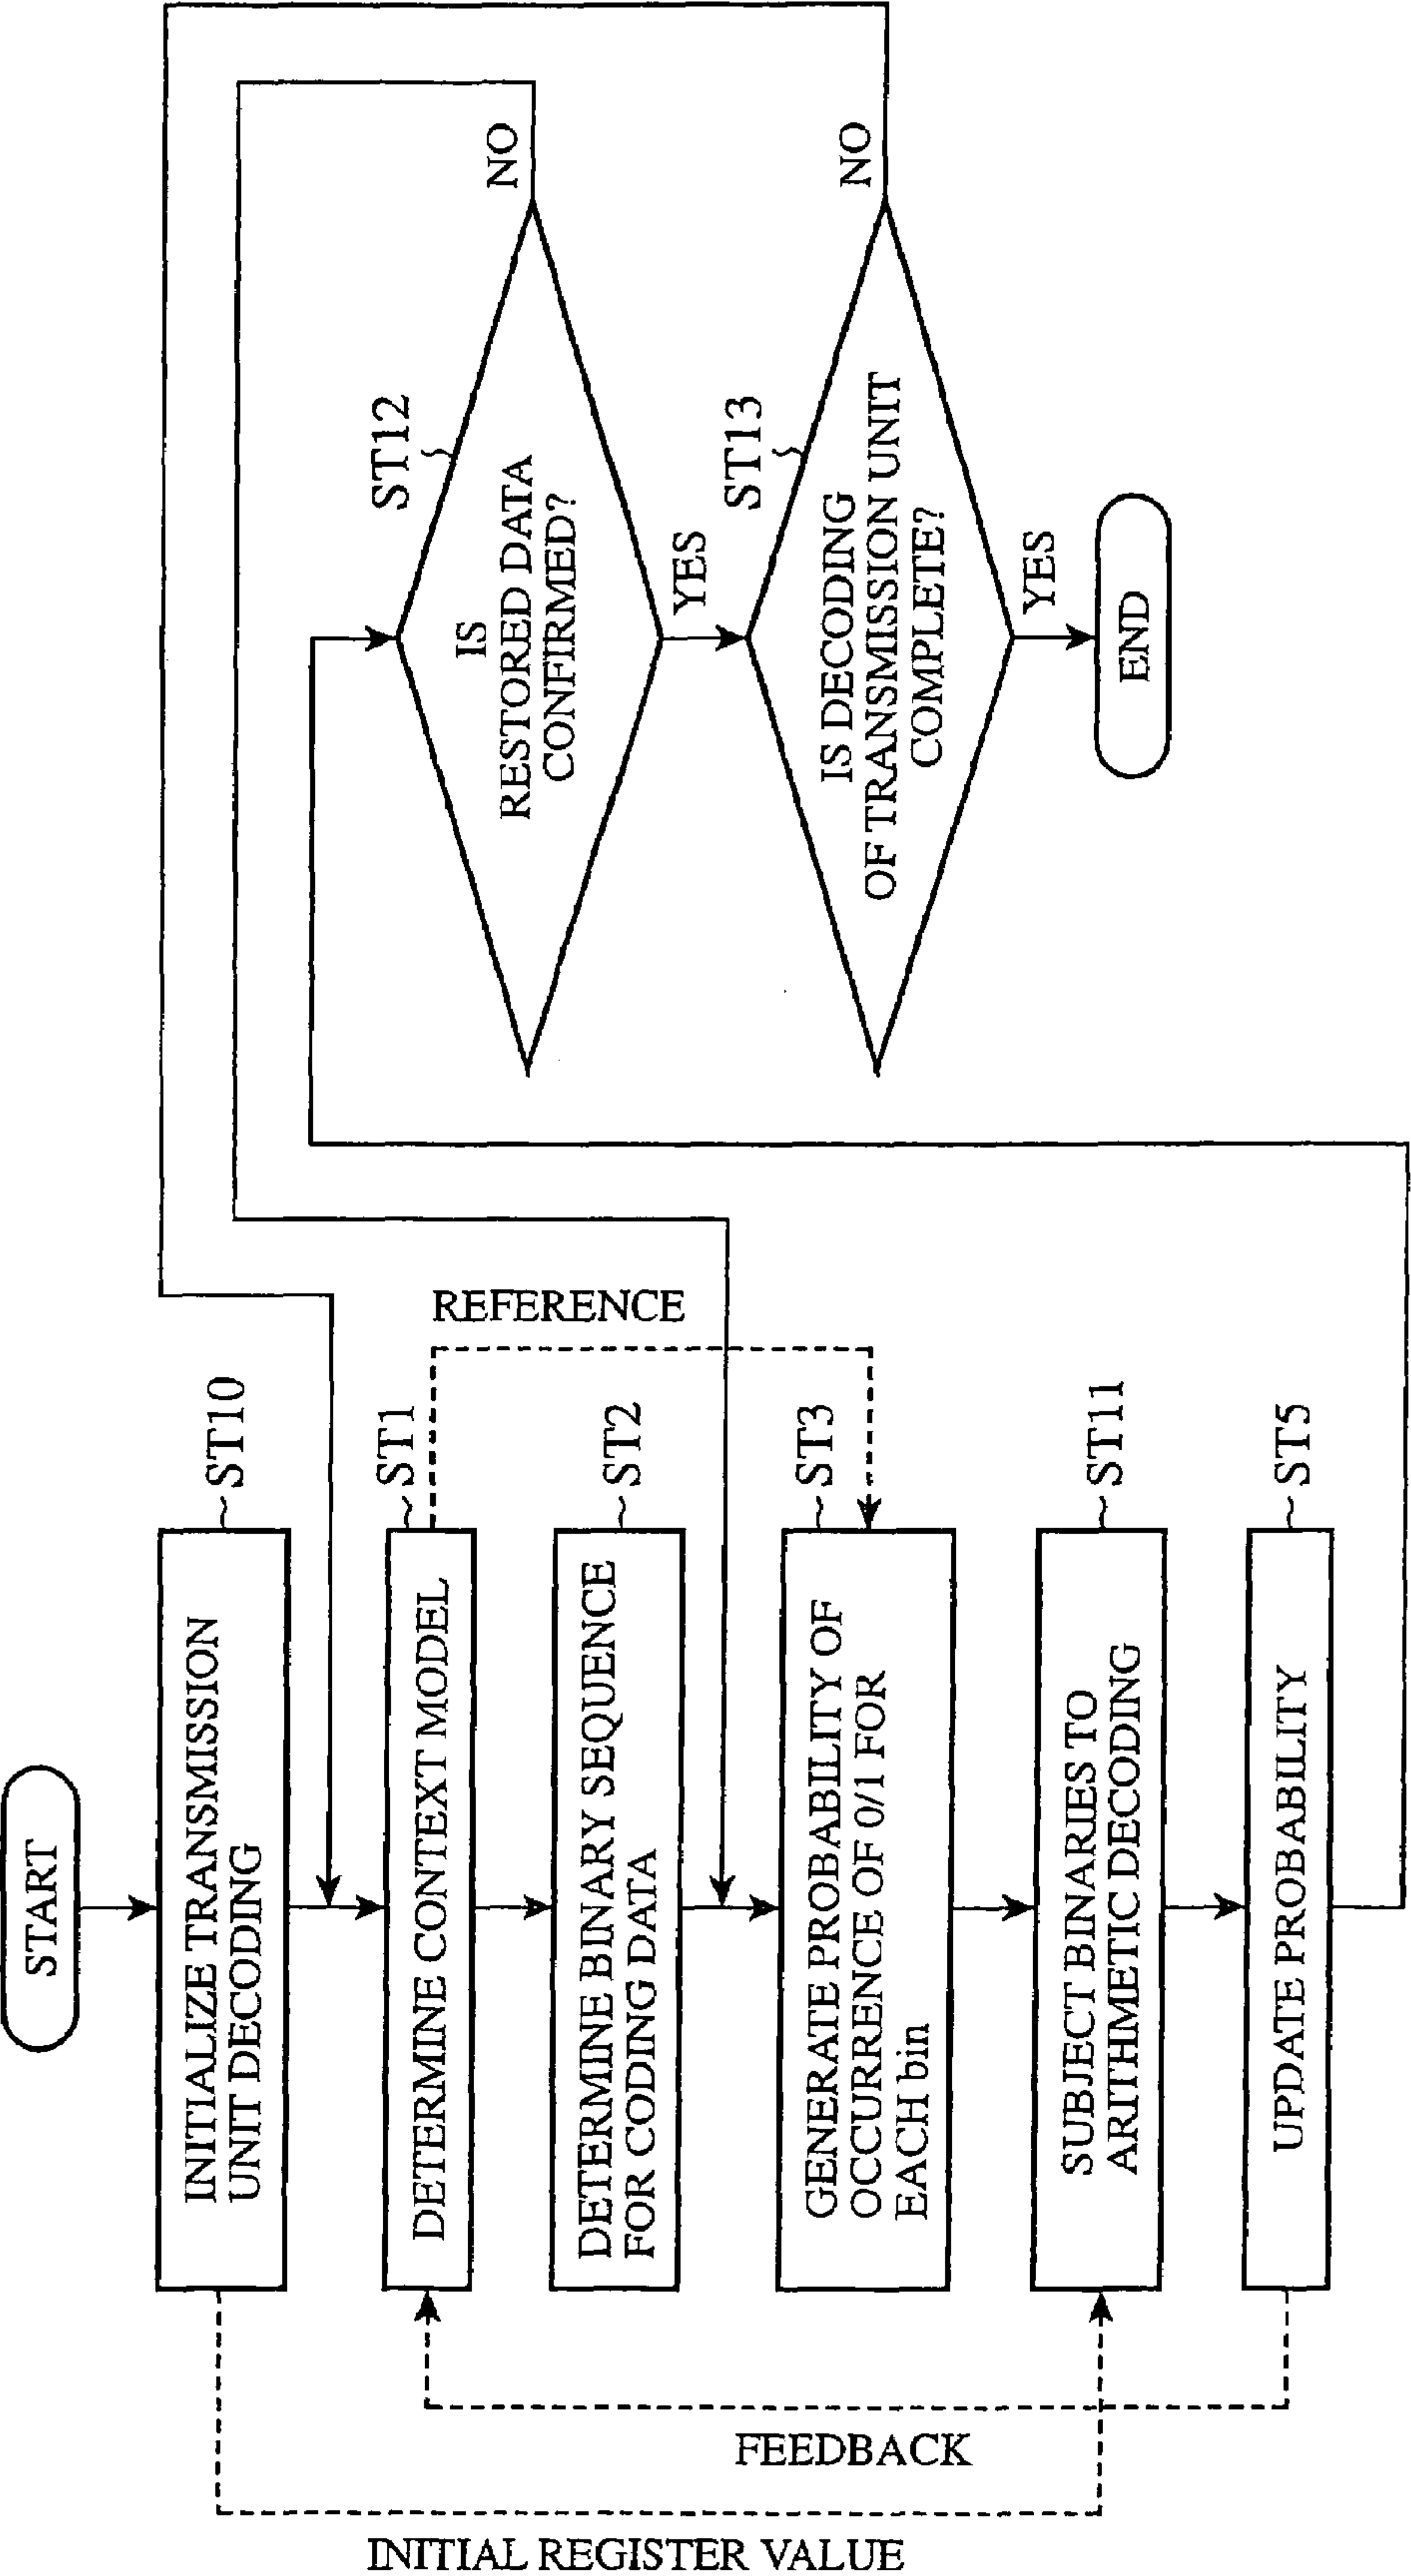 START
INITIALIZE TRANSMISSION
UNIT DECODING
ST10
DETERMINE CONTEXT MODEL
ST1
REFERENCE
DETERMINE BINARY SEQUENCE
FOR CODING DATA
ST2
GENERATE PROBABILITY OF
OCCURRENCE OF 0/1 FOR
EACH bin
ST3
SUBJECT BINARIES TO
ARITHMETIC DECODING
ST11
UPDATE PROBABILITY
ST5
FEEDBACK
INITIAL REGISTER VALUE
ST12
IS
RESTORED DATA
CONFIRMED?
NO
YES
ST13
IS DECODING
OF TRANSMISSION UNIT
COMPLETE?
NO
YES
END